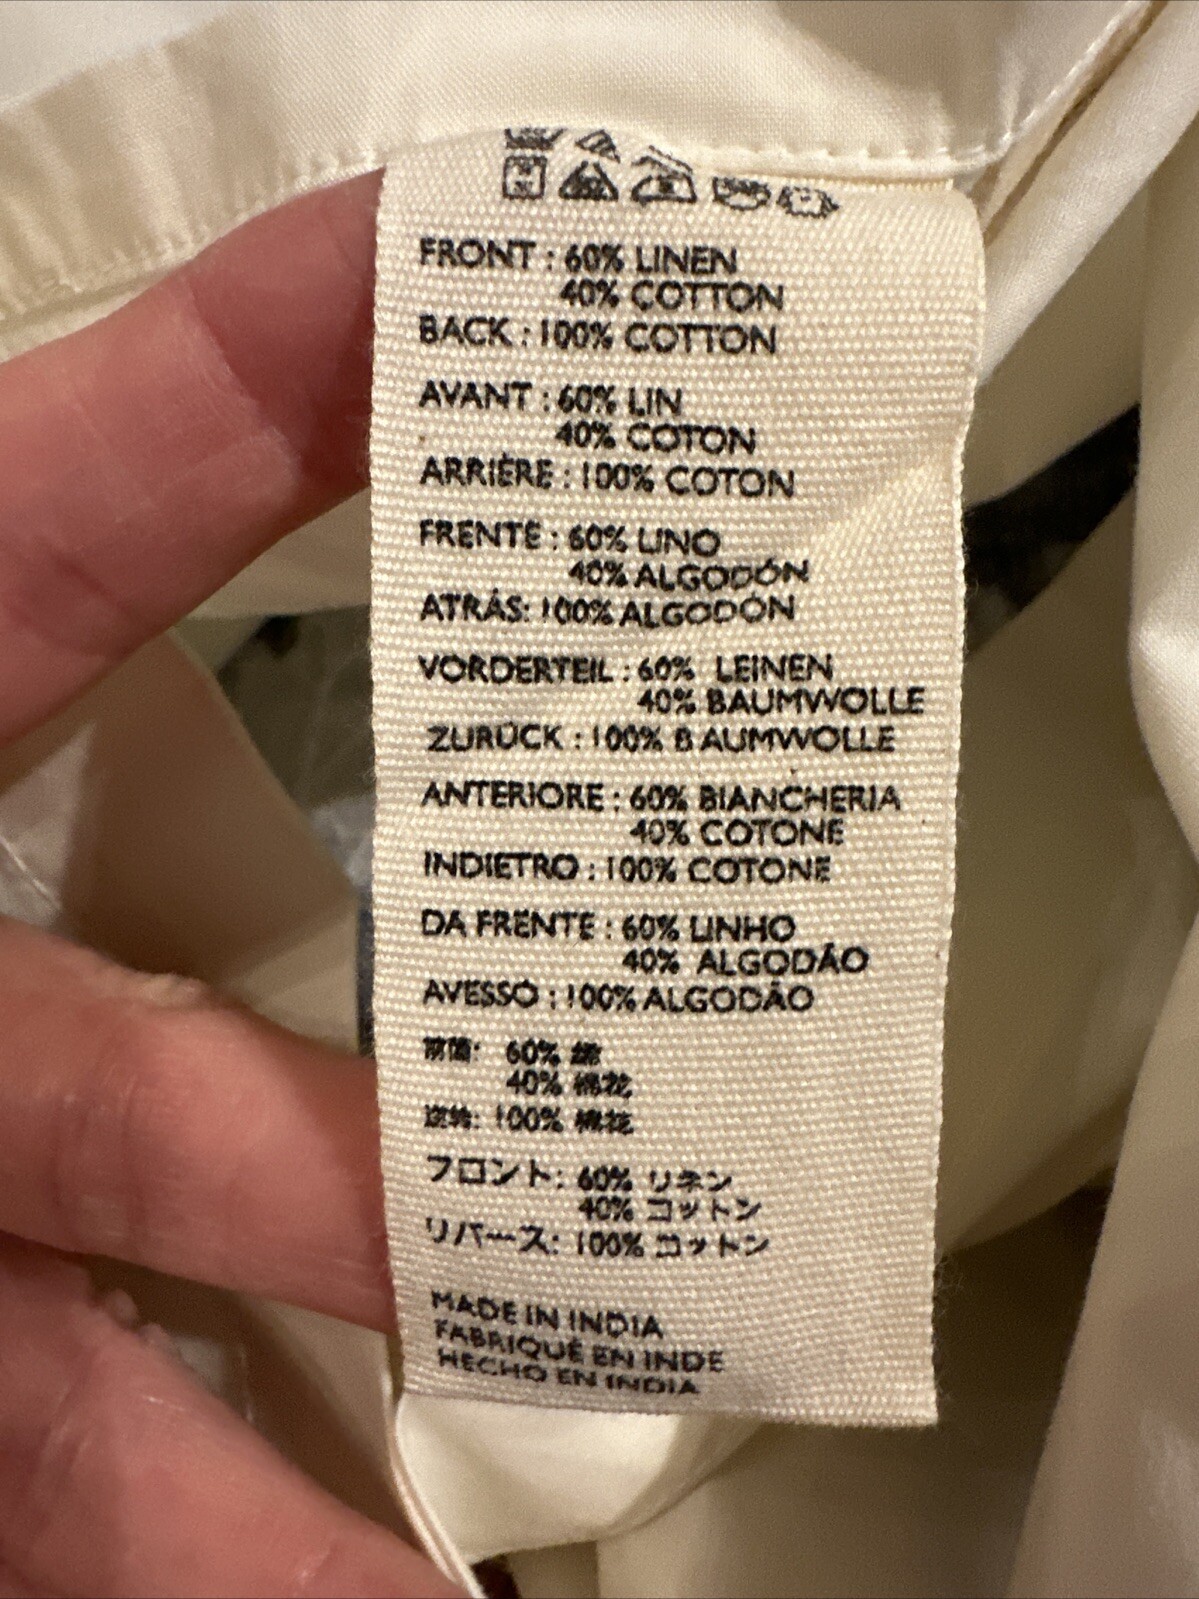 FRONT : 60% LINEN
40% COTTON
BACK : 100% COTTON
AVANT : 60% LIN
40% COTON
ARRIÈRE : 100% COTON
FRENTE : 60% LINO
40% ALGODÓN
ATRÁS: 100% ALGODÓN
VORDERTEIL : 60% LEINEN
40% BAUMWOLLE
ZURÜCK : 100% BAUMWOLLE
ANTERIORE : 60% BIANCHERIA
40% COTONE
INDIETRO : 100% COTONE
DA FRENTE : 60% LINHO
40% ALGODÃO
AVESSO : 100% ALGODÃO
60%
40% 棉花
100% 棉花
フロント: 60% リネン
40% コットン
リバース: 100% コットン
MADE IN INDIA
FABRIQUÉ EN INDE
HECHO EN INDIA